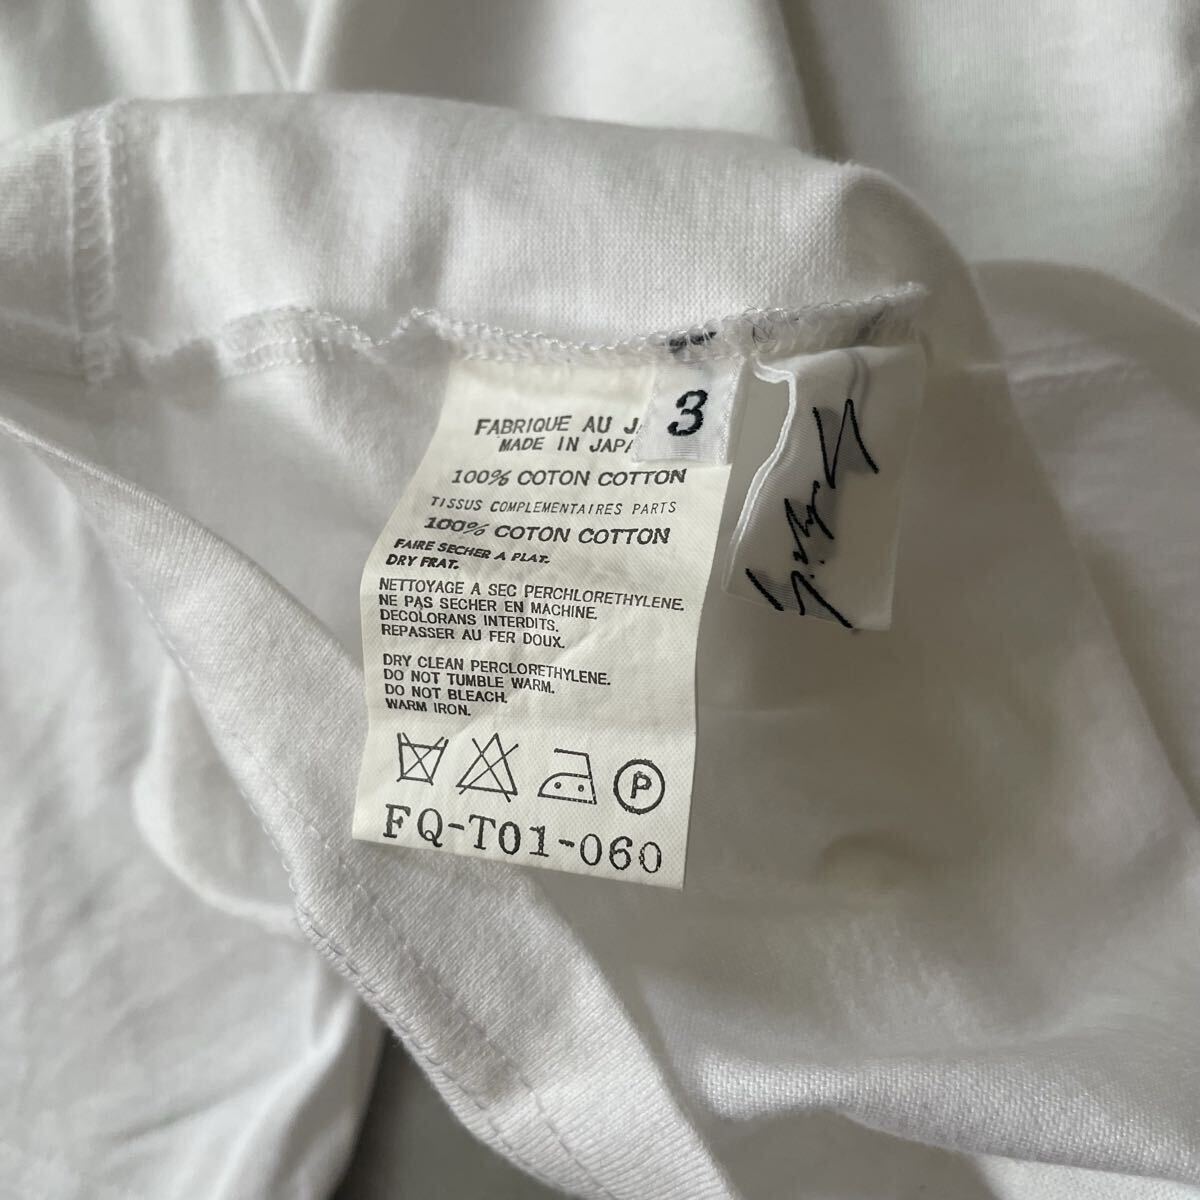 FABRIQUE AU
MADE IN
3
100% COTON COTTON
TISSUS COMPLEMENTAIRES PARTS
100% COTON COTTON
FAIRE SECHER A PLAT.
DRY FRAT.
NETTOYAGE A SEC PERCHLORETHYLENE.
NE PAS SECHER EN MACHINE.
DECOLORANS INTERDITS.
REPASSER AU FER DOUX.
DRY CLEAN PERCLORETHYLENE.
DO NOT TUMBLE WARM.
DO NOT BLEACH.
WARM IRON.
P
FQ-T01-060